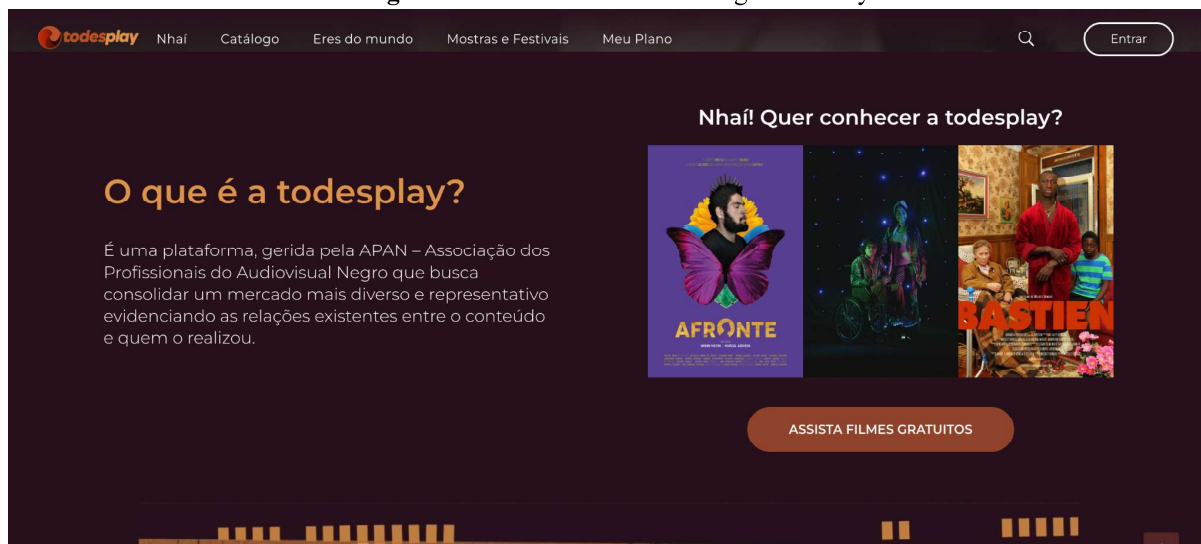 todesplay Nhaí Catálogo Eres do mundo Mostras e Festivais Meu Plano Entrar
Nhaí! Quer conhecer a todesplay?
O que é a todesplay?
É uma plataforma, gerida pela APAN – Associação dos
Profissionais do Audiovisual Negro que busca
consolidar um mercado mais diverso e representativo
evidenciando as relações existentes entre o conteúdo
e quem o realizou.
AFRONTE
BASTIEN
ASSISTA FILMES GRATUITOS